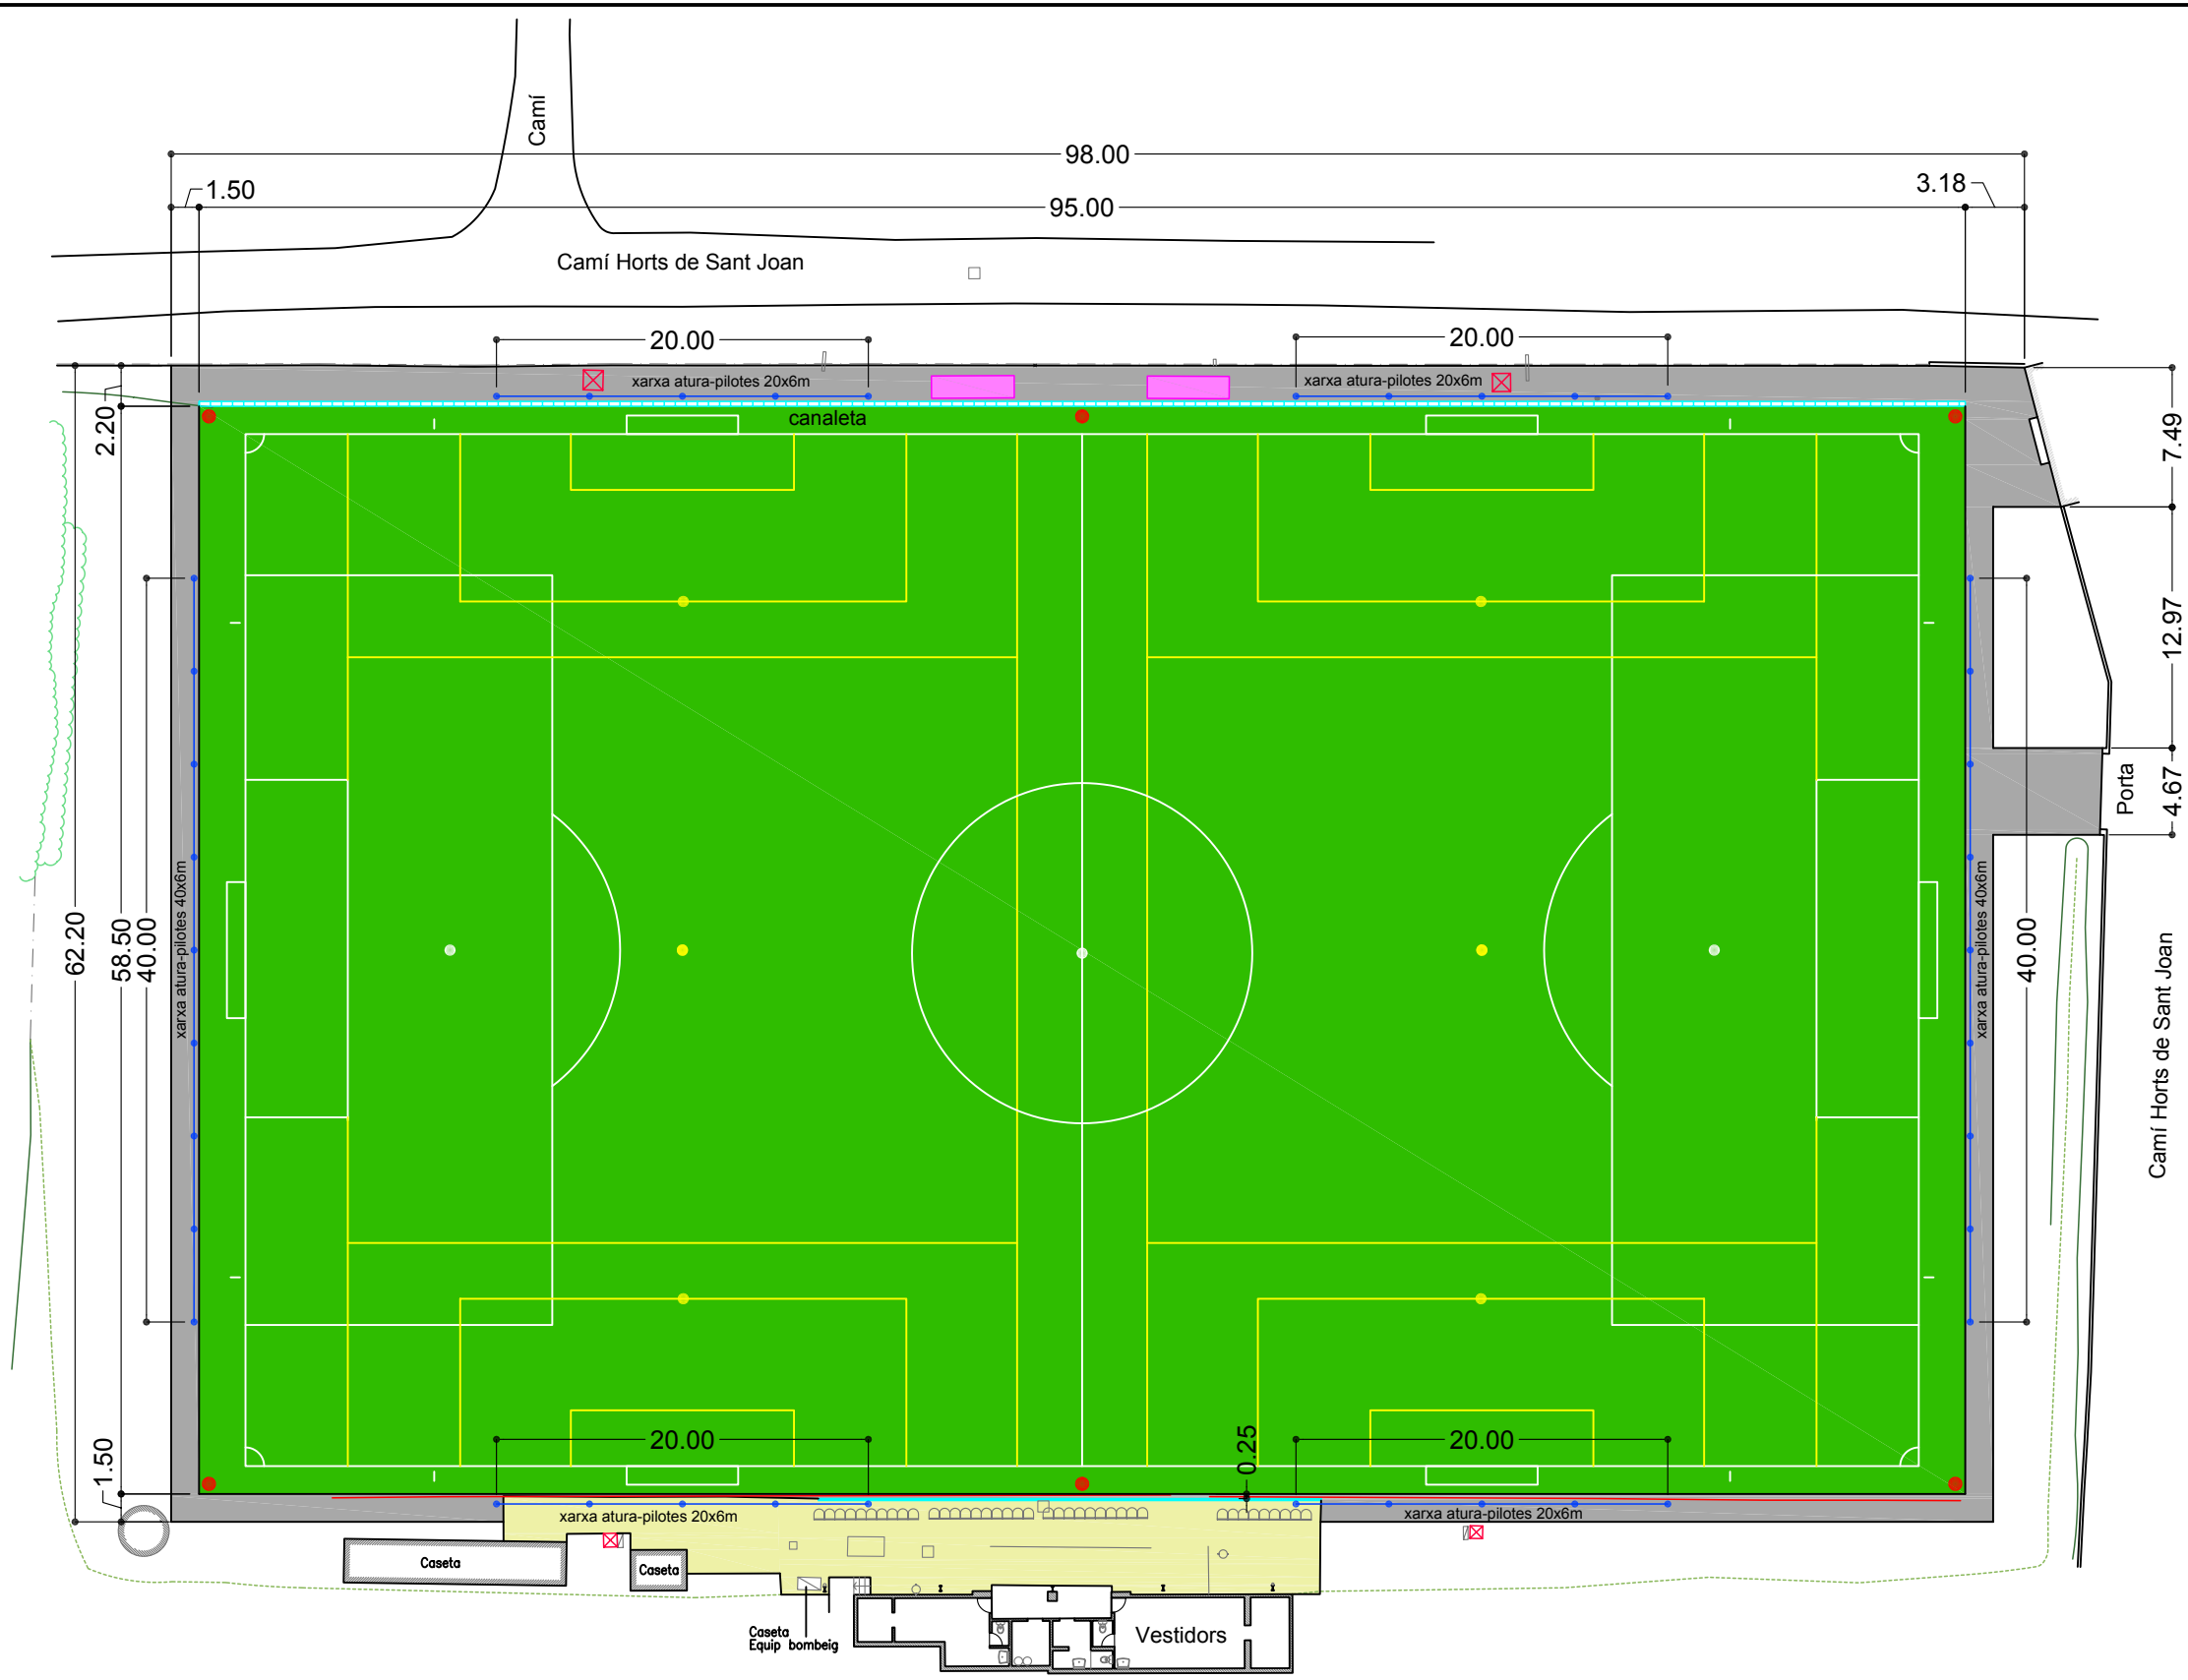 Camí
98.00
1.50
3.18
95.00
Camí Horts de Sant Joan
20.00
20.00
xarxa atura-pilotes 20x6m
xarxa atura-pilotes 20x6m
canaleta
2.20
7.49
12.97
4.67
Porta
62.20
58.50
40.00
xarxa atura-pilotes 40x6m
xarxa atura-pilotes 40x6m
40.00
Camí Horts de Sant Joan
20.00
0.25
20.00
1.50
xarxa atura-pilotes 20x6m
xarxa atura-pilotes 20x6m
Caseta
Caseta
Caseta
Equip bombeig
Vestidors